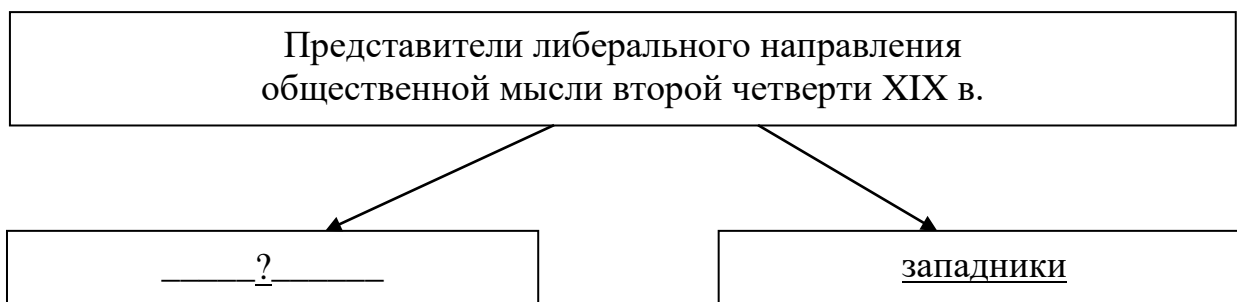 Представители либерального направления
общественной мысли второй четверти XIX в.
_____?______
западники